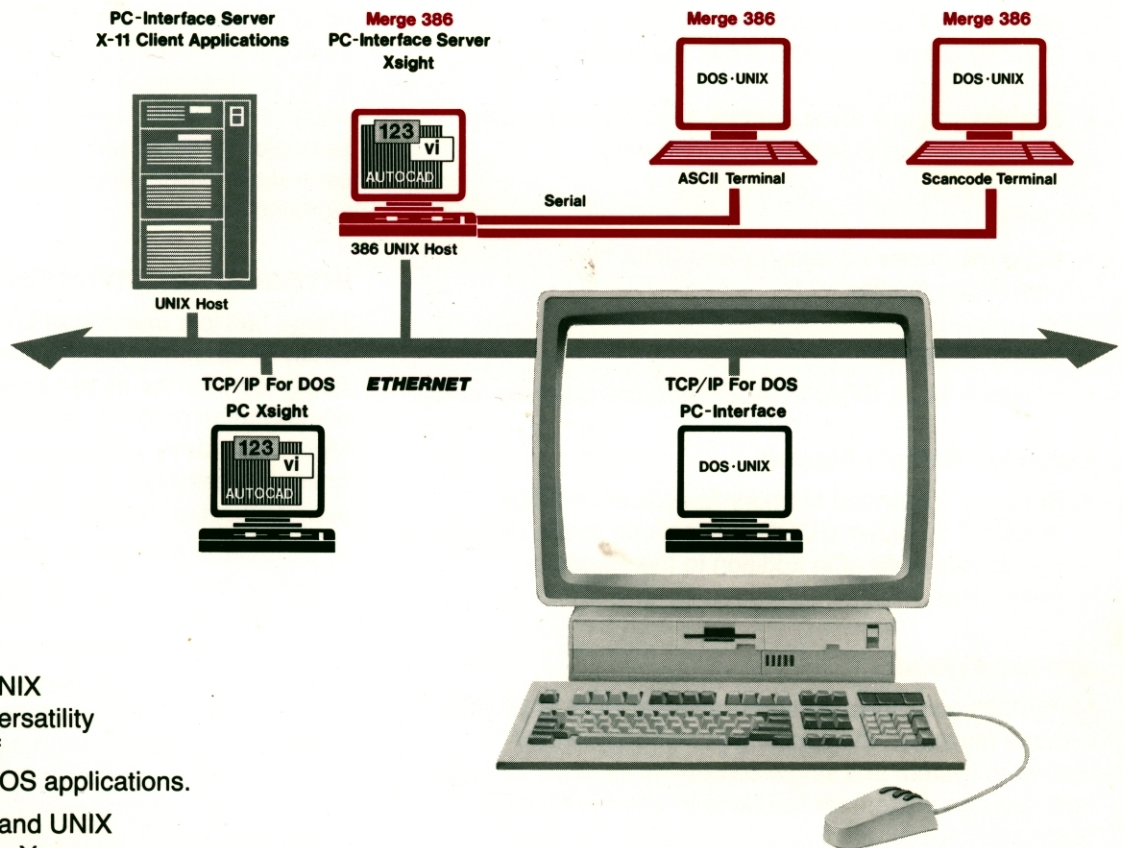 PC-Interface Server
X-11 Client Applications
Merge 386
PC-Interface Server
Xsight
Merge 386
Merge 386
123
vi
AUTOCAD
DOS·UNIX
DOS·UNIX
ASCII Terminal
Scancode Terminal
Serial
386 UNIX Host
UNIX Host
TCP/IP For DOS
ETHERNET
TCP/IP For DOS
PC Xsight
PC-Interface
123
vi
AUTOCAD
DOS·UNIX
NIX
ersatility
OS applications.
and UNIX